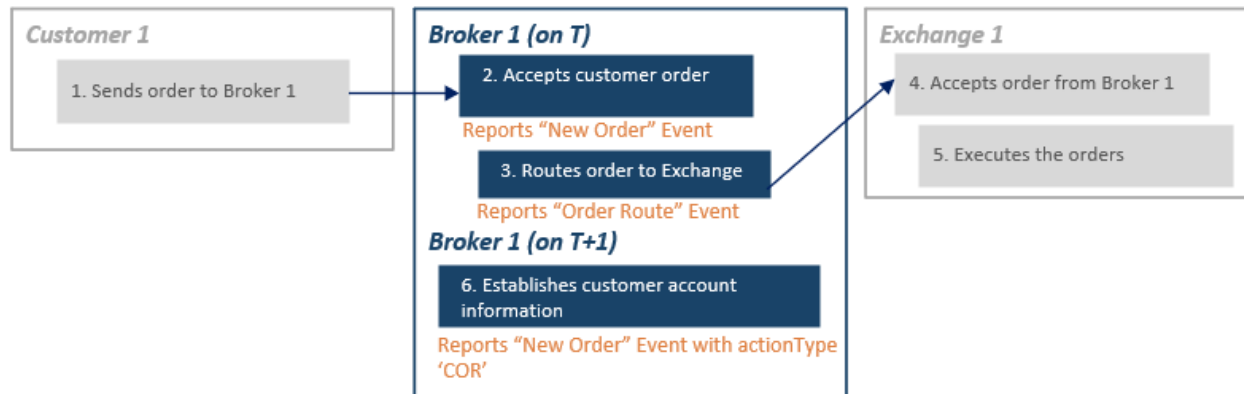 Customer 1
1. Sends order to Broker 1
Broker 1 (on T)
2. Accepts customer order
Reports “New Order” Event
3. Routes order to Exchange
Reports “Order Route” Event
Broker 1 (on T+1)
6. Establishes customer account
information
Reports “New Order” Event with actionType
‘COR’
Exchange 1
4. Accepts order from Broker 1
5. Executes the orders